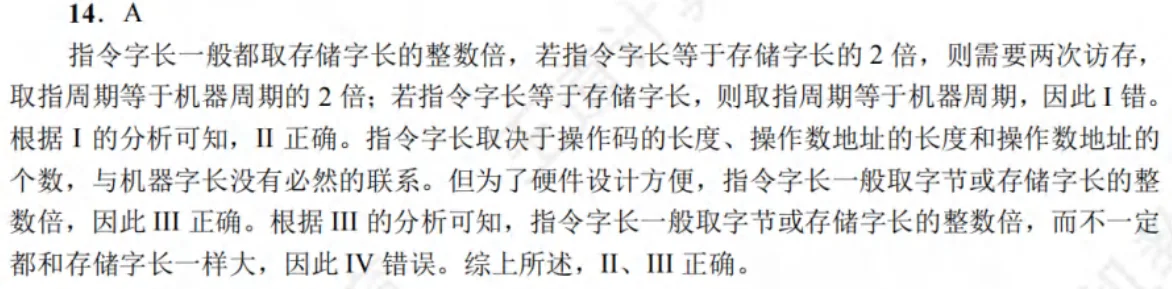 14. A
指令字长一般都取存储字长的整数倍，若指令字长等于存储字长的 2 倍，则需要两次访存，
取指周期等于机器周期的 2 倍；若指令字长等于存储字长，则取指周期等于机器周期，因此 I 错。
根据 I 的分析可知，II 正确。指令字长取决于操作码的长度、操作数地址的长度和操作数地址的
个数，与机器字长没有必然的联系。但为了硬件设计方便，指令字长一般取字节或存储字长的整
数倍，因此 III 正确。根据 III 的分析可知，指令字长一般取字节或存储字长的整数倍，而不一定
都和存储字长一样大，因此 IV 错误。综上所述，II、III 正确。